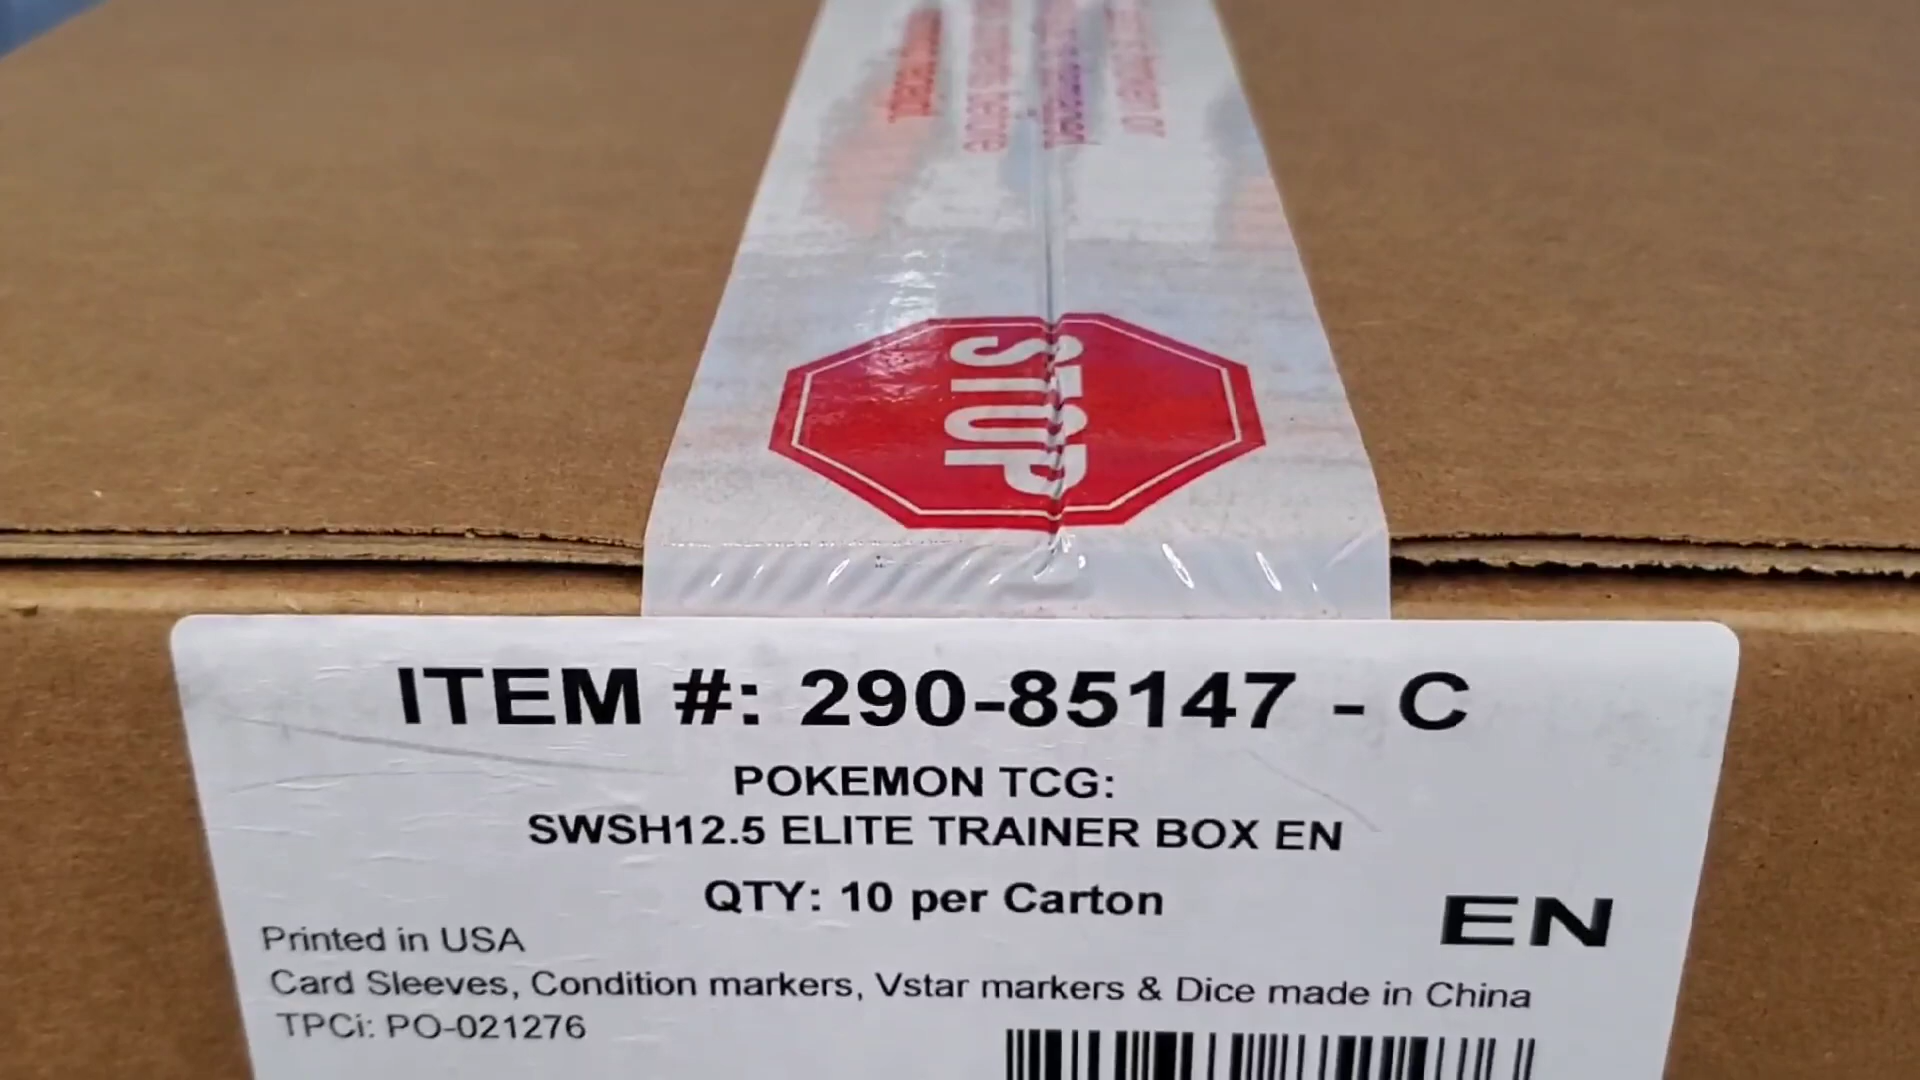 STOP
ITEM #: 290-85147 - C
POKEMON TCG:
SWSH12.5 ELITE TRAINER BOX EN
QTY: 10 per Carton
EN
Printed in USA
Card Sleeves, Condition markers, Vstar markers & Dice made in China
TPCi: PO-021276